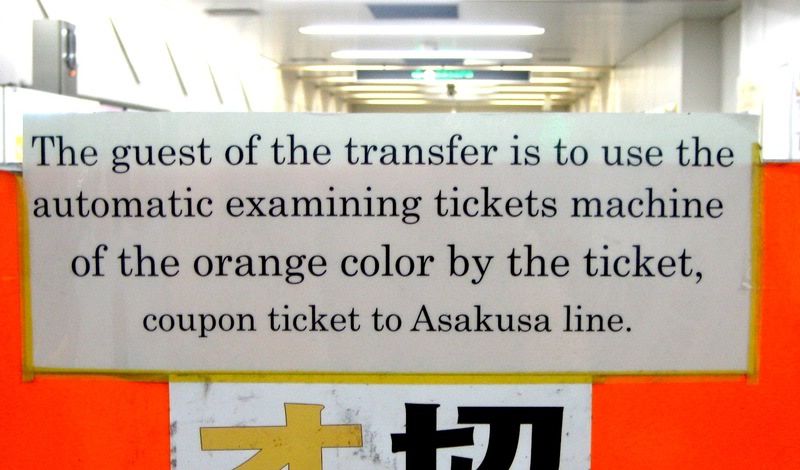 The guest of the transfer is to use the
automatic examining tickets machine
of the orange color by the ticket,
coupon ticket to Asakusa line.